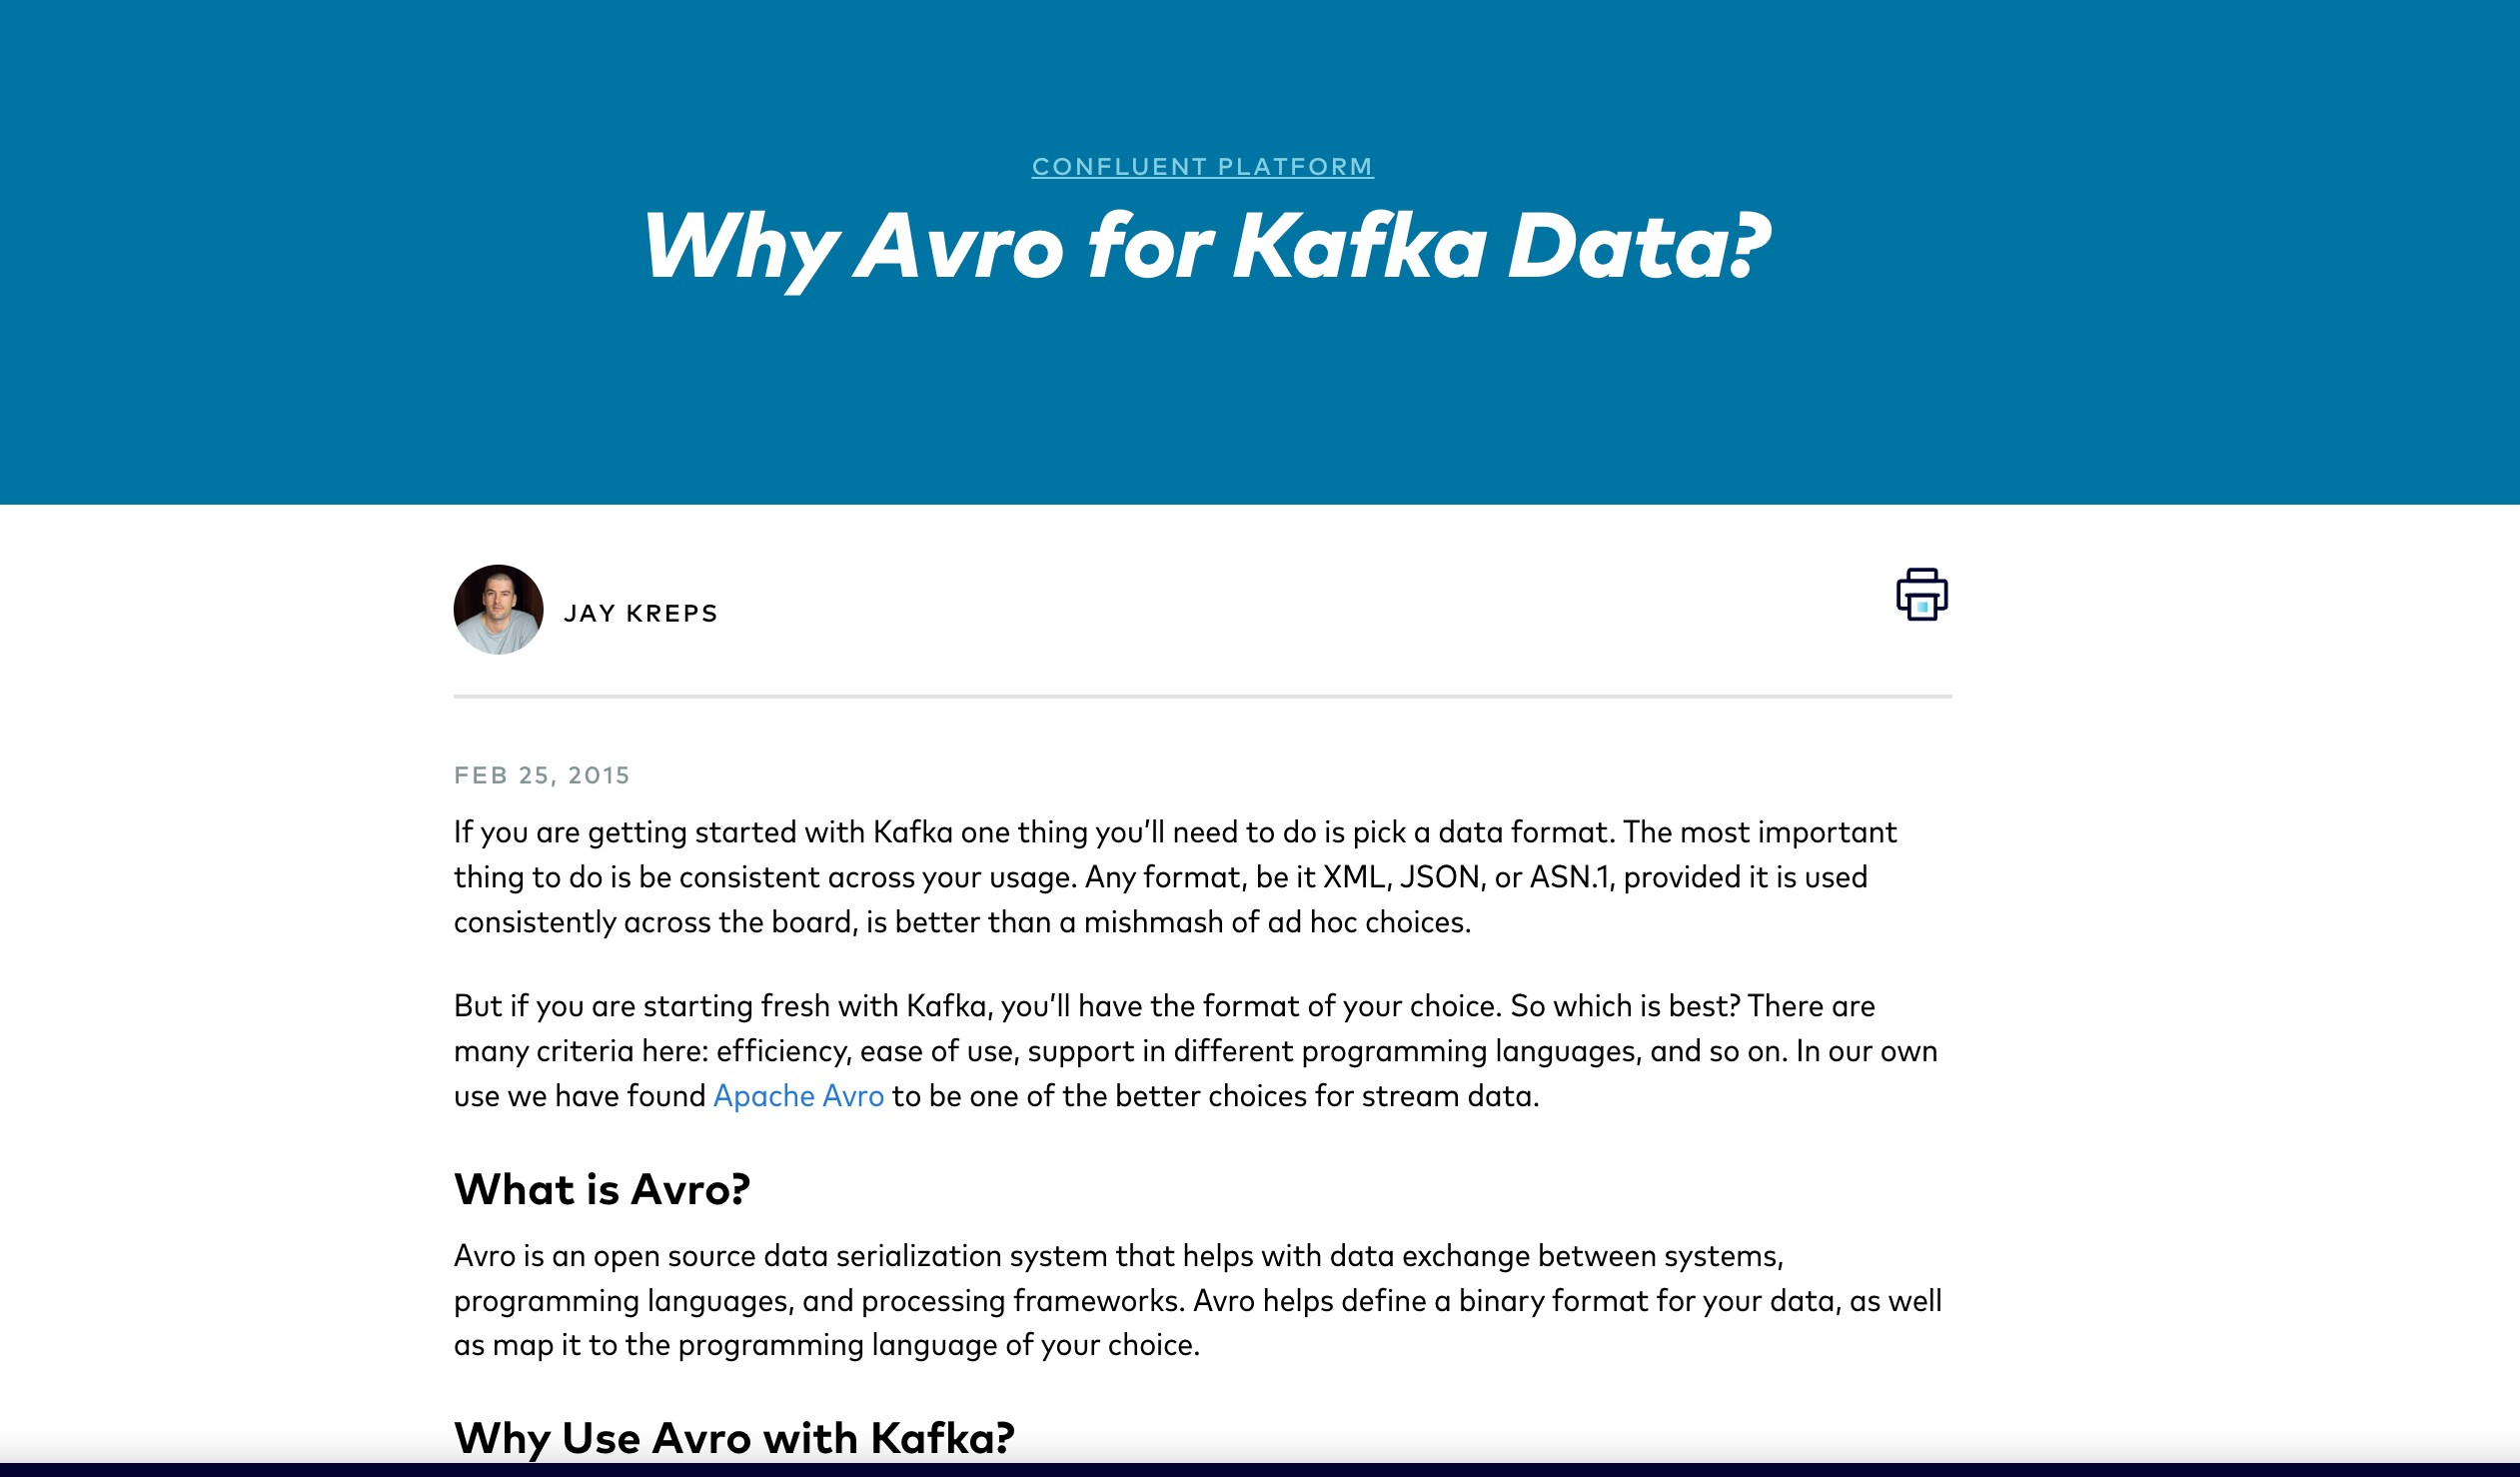 CONFLUENT PLATFORM
Why Avro for Kafka Data?
JAY KREPS
FEB 25, 2015
If you are getting started with Kafka one thing you’ll need to do is pick a data format. The most important
thing to do is be consistent across your usage. Any format, be it XML, JSON, or ASN.1, provided it is used
consistently across the board, is better than a mishmash of ad hoc choices.
But if you are starting fresh with Kafka, you’ll have the format of your choice. So which is best? There are
many criteria here: efficiency, ease of use, support in different programming languages, and so on. In our own
use we have found Apache Avro to be one of the better choices for stream data.
What is Avro?
Avro is an open source data serialization system that helps with data exchange between systems,
programming languages, and processing frameworks. Avro helps define a binary format for your data, as well
as map it to the programming language of your choice.
Why Use Avro with Kafka?